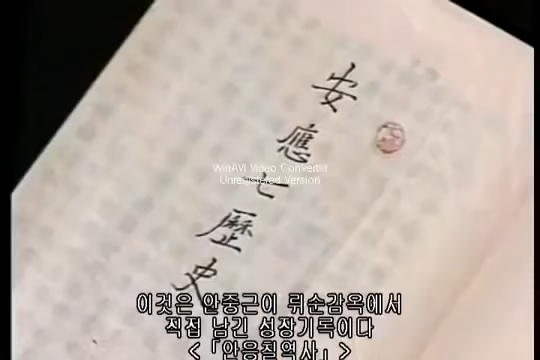 安應七歷史
WinAVI Video Converter
Unregistered Version
이것은 안중근이 뤼순감옥에서
직접 남긴 성장기록이다
<「안응칠역사」>